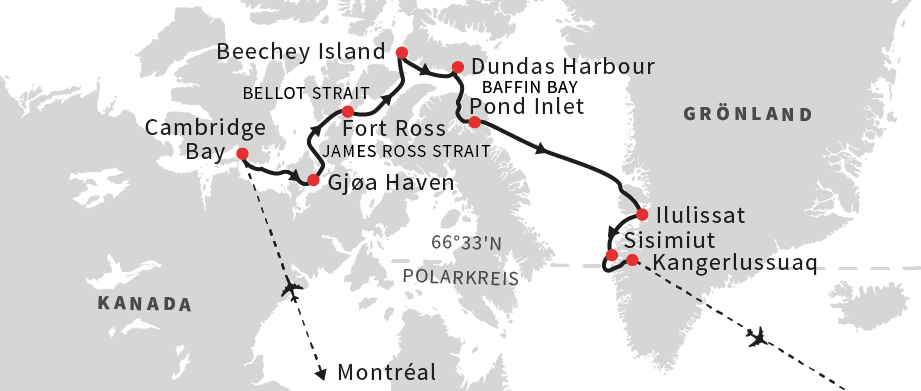 Beechey Island
Dundas Harbour
BAFFIN BAY
BELLOT STRAIT
Pond Inlet
GRÖNLAND
Cambridge
Bay
Fort Ross
JAMES ROSS STRAIT
Gjøa Haven
Ilulissat
66°33'N
Sisimiut
Kangerlussuaq
POLARKREIS
KANADA
Montréal